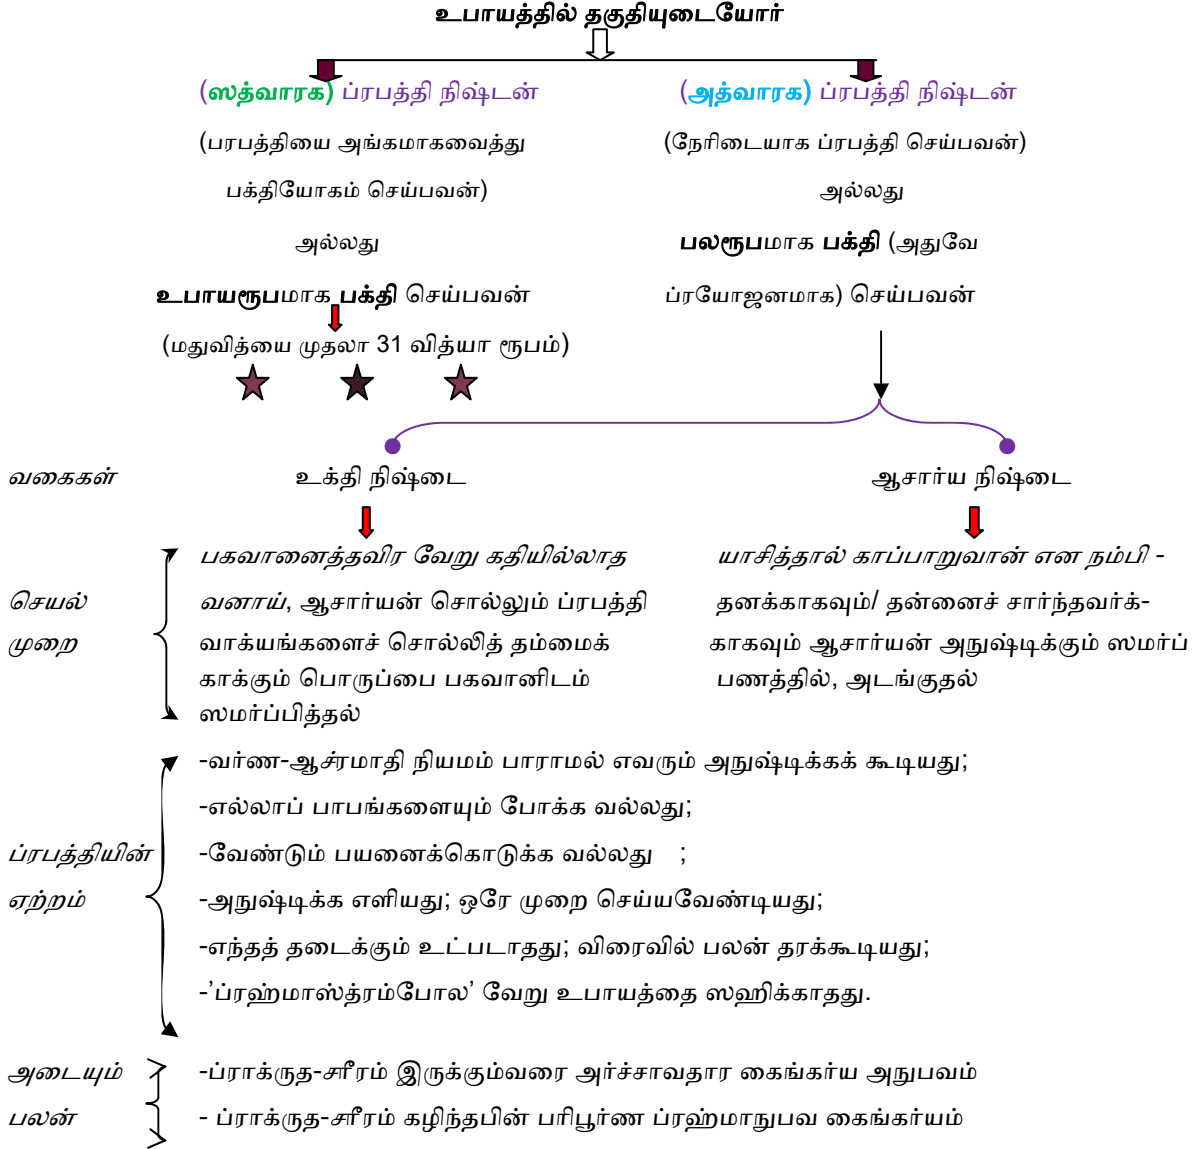 உபாயத்தில் தகுதியுடையோர்
(ஸத்வாரக) ப்ரபத்தி நிஷ்டன்
(பரபத்தியை அங்கமாகவைத்து
பக்தியோகம் செய்பவன்)
அல்லது
உபாயரூபமாக பக்தி செய்பவன்
(மதுவித்யை முதலா 31 வித்யா ரூபம்)
(அத்வாரக) ப்ரபத்தி நிஷ்டன்
(நேரிடையாக ப்ரபத்தி செய்பவன்)
அல்லது
பலரூபமாக பக்தி (அதுவே
ப்ரயோஜனமாக) செய்பவன்
வகைகள்
உக்தி நிஷ்டை
ஆசார்ய நிஷ்டை
செயல்
முறை
பகவானைத்தவிர வேறு கதியில்லாத
வனாய், ஆசார்யன் சொல்லும் ப்ரபத்தி
வாக்யங்களைச் சொல்லித் தம்மைக்
காக்கும் பொருப்பை பகவானிடம்
ஸமர்ப்பித்தல்
யாசித்தால் காப்பாறுவான் என நம்பி -
தனக்காகவும்/ தன்னைச் சார்ந்தவர்க்-
காகவும் ஆசார்யன் அநுஷ்டிக்கும் ஸமர்ப்
பணத்தில், அடங்குதல்
ப்ரபத்தியின்
ஏற்றம்
-வர்ண-ஆச்ரமாதி நியமம் பாராமல் எவரும் அநுஷ்டிக்கக் கூடியது;
-எல்லாப் பாபங்களையும் போக்க வல்லது;
-வேண்டும் பயனைக்கொடுக்க வல்லது ;
-அநுஷ்டிக்க எளியது; ஒரே முறை செய்யவேண்டியது;
-எந்தத் தடைக்கும் உட்படாதது; விரைவில் பலன் தரக்கூடியது;
-’ப்ரஹ்மாஸ்த்ரம்போல’ வேறு உபாயத்தை ஸஹிக்காதது.
அடையும்
பலன்
-ப்ராக்ருத-சரீரம் இருக்கும்வரை அர்ச்சாவதார கைங்கர்ய அநுபவம்
- ப்ராக்ருத-சரீரம் கழிந்தபின் பரிபூர்ண ப்ரஹ்மாநுபவ கைங்கர்யம்